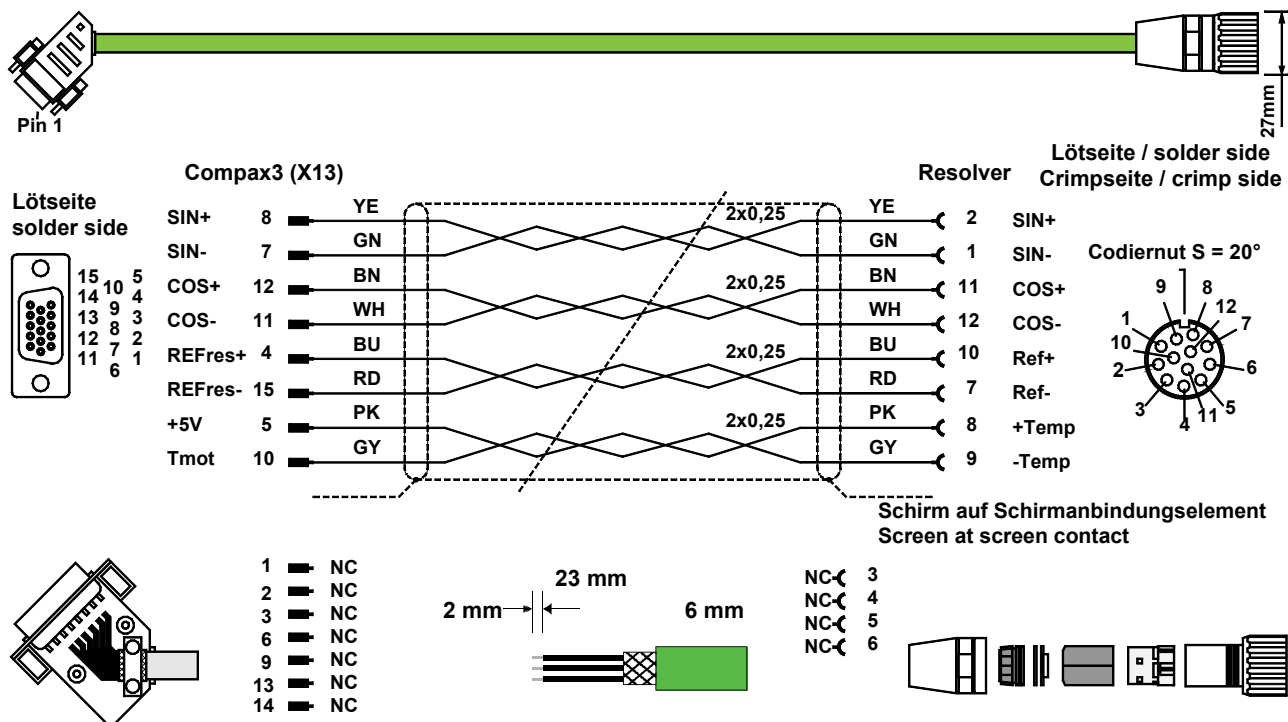 Pin 1
27mm
Compax3 (X13)
Resolver
Lötseite / solder side
Crimpseite / crimp side
Lötseite
solder side
15 5
10
14 4
9
13 3
8
12 2
7
11 1
6
SIN+ 8 YE 2x0,25 YE 2 SIN+
SIN- 7 GN GN 1 SIN-
COS+ 12 BN 2x0,25 BN 11 COS+
COS- 11 WH WH 12 COS-
REFres+ 4 BU 2x0,25 BU 10 Ref+
REFres- 15 RD RD 7 Ref-
+5V 5 PK 2x0,25 PK 8 +Temp
Tmot 10 GY GY 9 -Temp
Codiernut S = 20°
9 8
1 12 7
10
2 6
3 5
4 11
Schirm auf Schirmanbindungselement
Screen at screen contact
1 NC
2 NC
3 NC
6 NC
9 NC
13 NC
14 NC
23 mm
2 mm
6 mm
NC 3
NC 4
NC 5
NC 6